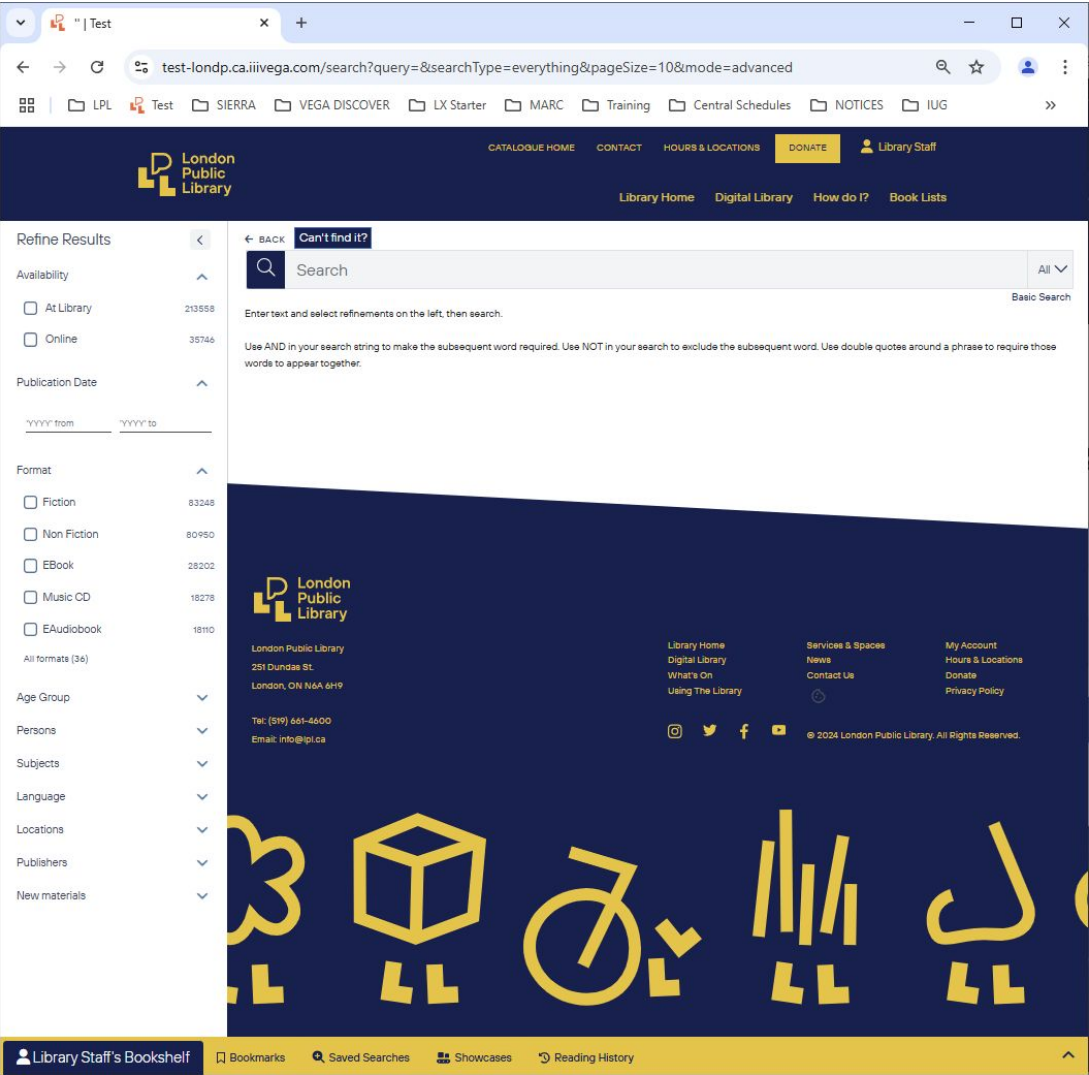 " | Test
test-londp.ca.iiivega.com/search?query=&searchType=everything&pageSize=10&mode=advanced
LPL Test SIERRA VEGA DISCOVER LX Starter MARC Training Central Schedules NOTICES IUG »
London Public Library
CATALOGUE HOME CONTACT HOURS & LOCATIONS DONATE Library Staff
Library Home Digital Library How do I? Book Lists
Refine Results
Availability
At Library 213558
Online 35746
Publication Date
"YYYY" from "YYYY" to
Format
Fiction 83248
Non Fiction 80950
EBook 28202
Music CD 18278
EAudiobook 18110
All formats (36)
Age Group
Persons
Subjects
Language
Locations
Publishers
New materials
← BACK Can't find it?
Search All
Basic Search
Enter text and select refinements on the left, then search.
Use AND in your search string to make the subsequent word required. Use NOT in your search to exclude the subsequent word. Use double quotes around a phrase to require those
words to appear together.
London
Public
Library
London Public Library
251 Dundas St.
London, ON N6A 6H9
Tel: (519) 661-4600
Email: info@lpl.ca
Library Home
Digital Library
What's On
Using The Library
Services & Spaces
News
Contact Us
My Account
Hours & Locations
Donate
Privacy Policy
© 2024 London Public Library. All Rights Reserved.
Library Staff's Bookshelf Bookmarks Saved Searches Showcases Reading History